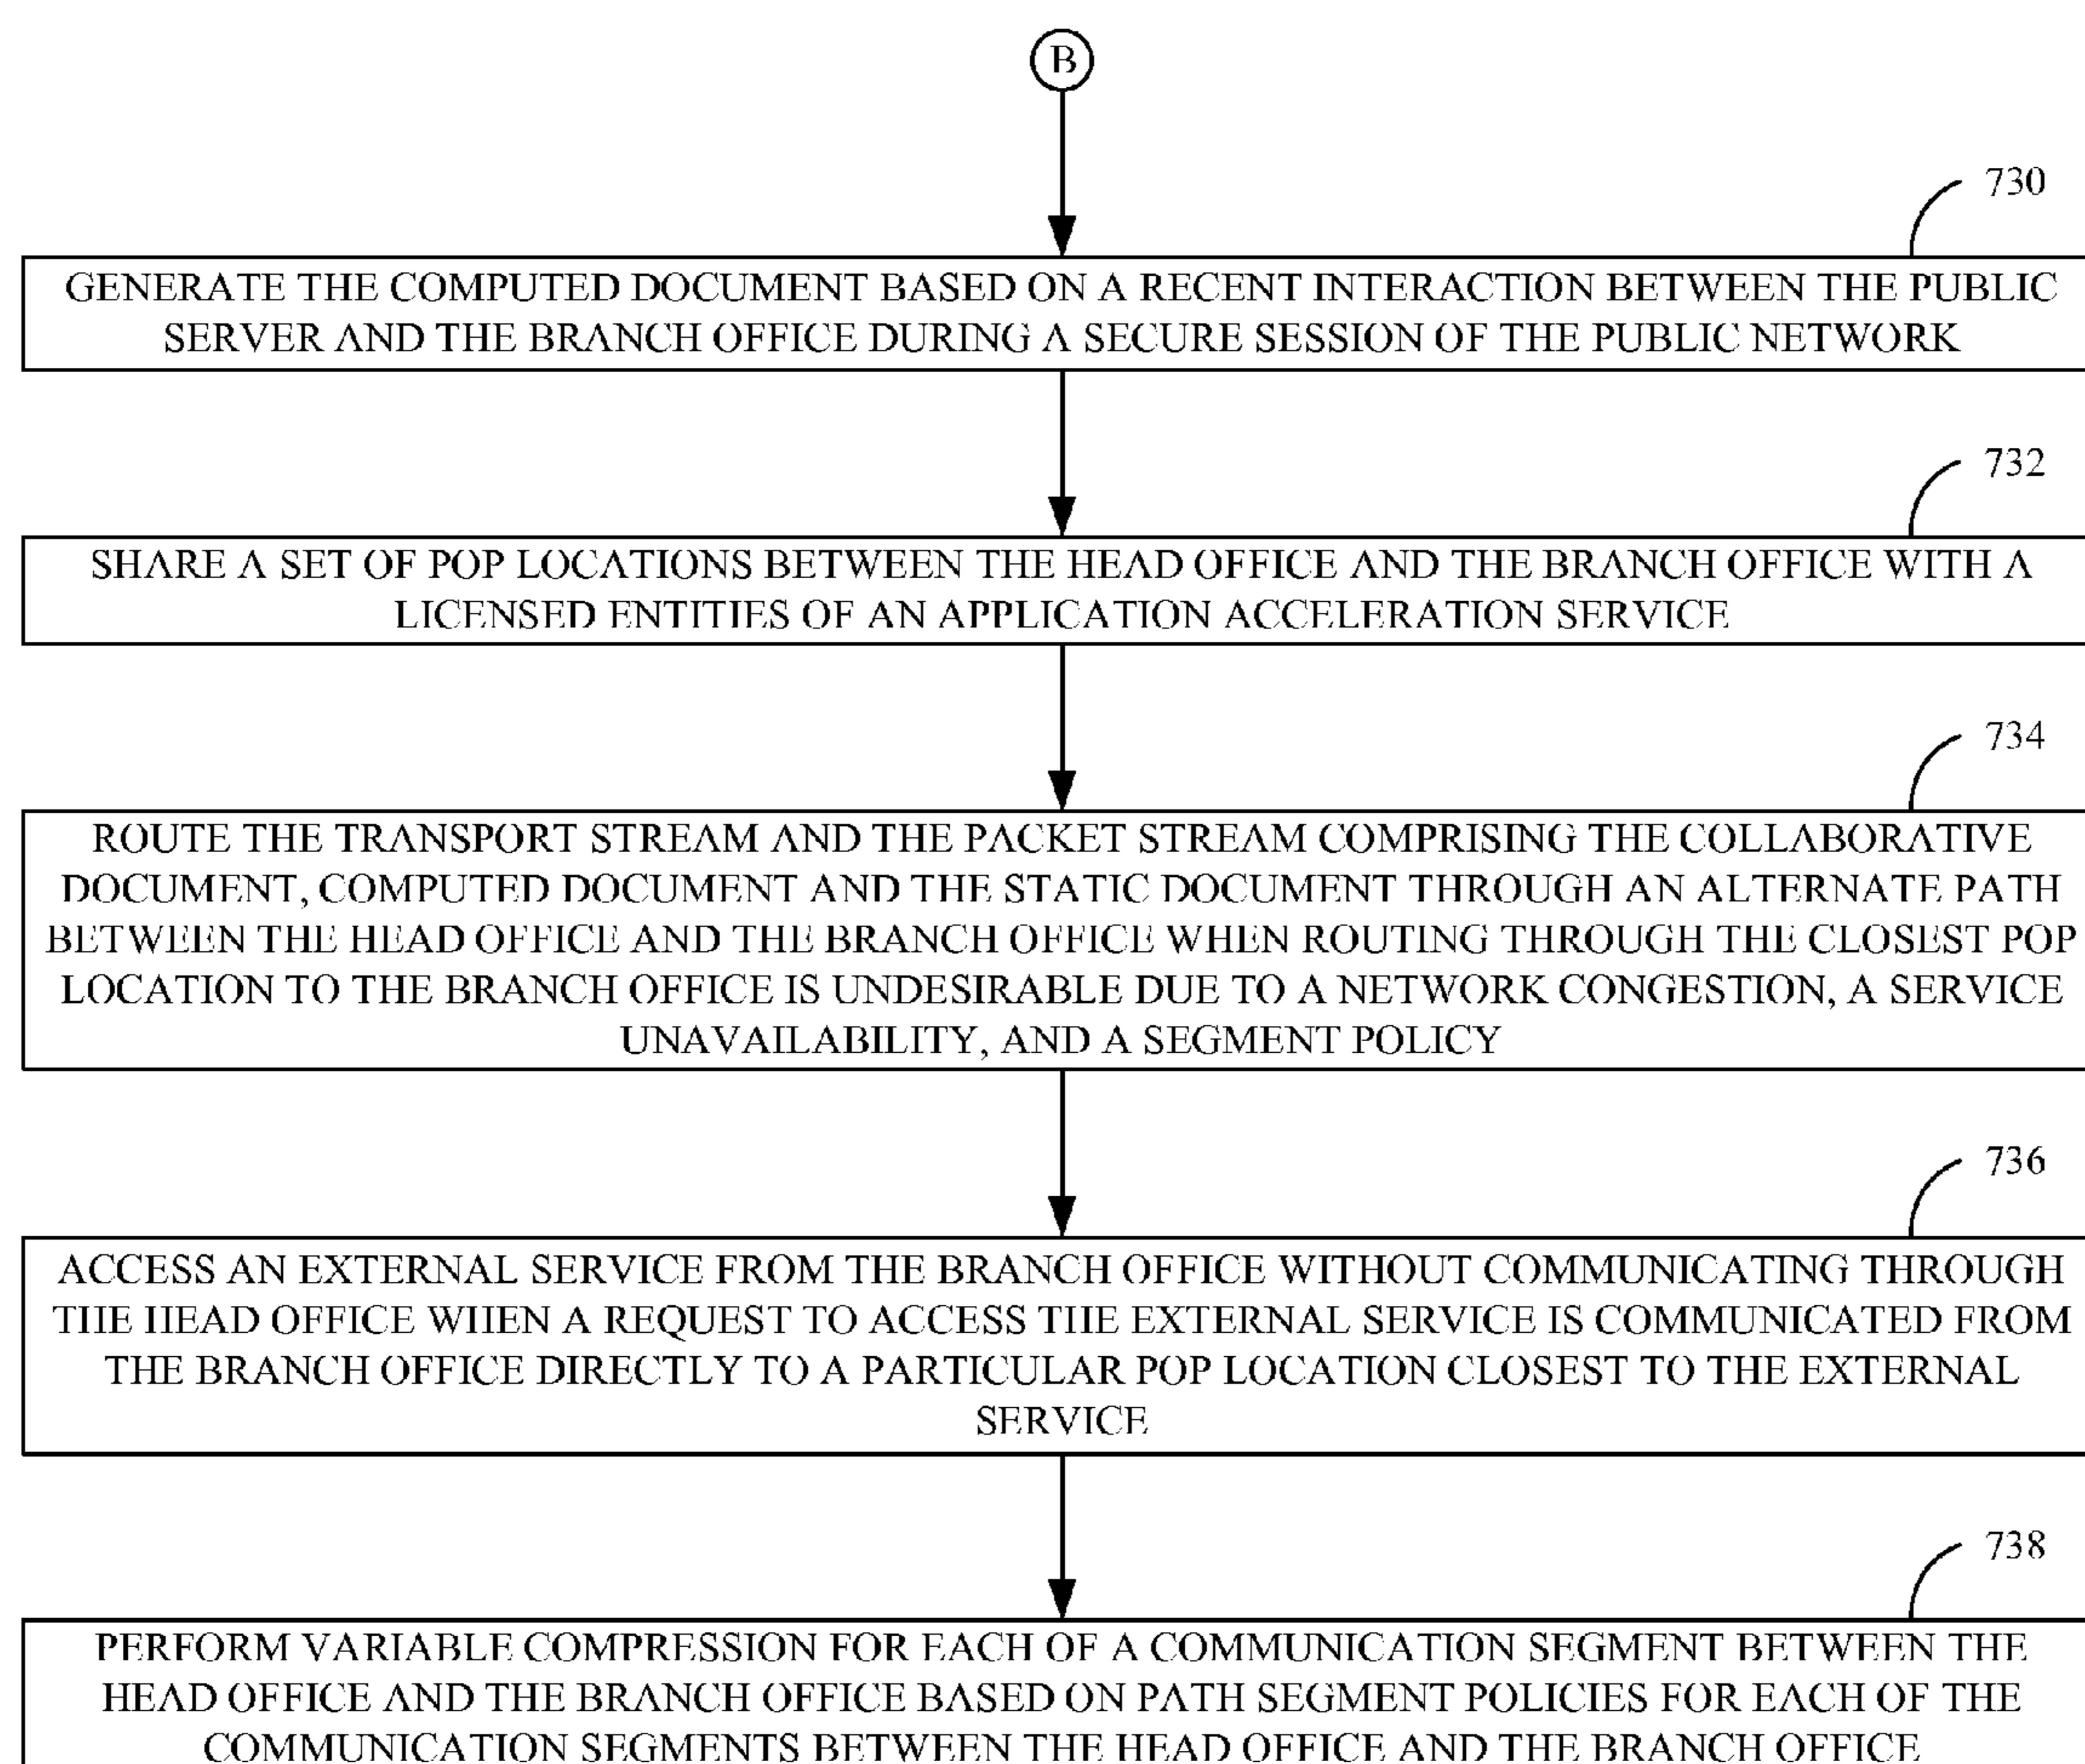 B
730
GENERATE THE COMPUTED DOCUMENT BASED ON A RECENT INTERACTION BETWEEN THE PUBLIC
SERVER AND THE BRANCH OFFICE DURING A SECURE SESSION OF THE PUBLIC NETWORK
732
SHARE A SET OF POP LOCATIONS BETWEEN THE HEAD OFFICE AND THE BRANCH OFFICE WITH A
LICENSED ENTITIES OF AN APPLICATION ACCELERATION SERVICE
734
ROUTE THE TRANSPORT STREAM AND THE PACKET STREAM COMPRISING THE COLLABORATIVE
DOCUMENT, COMPUTED DOCUMENT AND THE STATIC DOCUMENT THROUGH AN ALTERNATE PATH
BETWEEN THE HEAD OFFICE AND THE BRANCH OFFICE WHEN ROUTING THROUGH THE CLOSEST POP
LOCATION TO THE BRANCH OFFICE IS UNDESIRABLE DUE TO A NETWORK CONGESTION, A SERVICE
UNAVAILABILITY, AND A SEGMENT POLICY
736
ACCESS AN EXTERNAL SERVICE FROM THE BRANCH OFFICE WITHOUT COMMUNICATING THROUGH
THE HEAD OFFICE WHEN A REQUEST TO ACCESS THE EXTERNAL SERVICE IS COMMUNICATED FROM
THE BRANCH OFFICE DIRECTLY TO A PARTICULAR POP LOCATION CLOSEST TO THE EXTERNAL
SERVICE
738
PERFORM VARIABLE COMPRESSION FOR EACH OF A COMMUNICATION SEGMENT BETWEEN THE
HEAD OFFICE AND THE BRANCH OFFICE BASED ON PATH SEGMENT POLICIES FOR EACH OF THE
COMMUNICATION SEGMENTS BETWEEN THE HEAD OFFICE AND THE BRANCH OFFICE